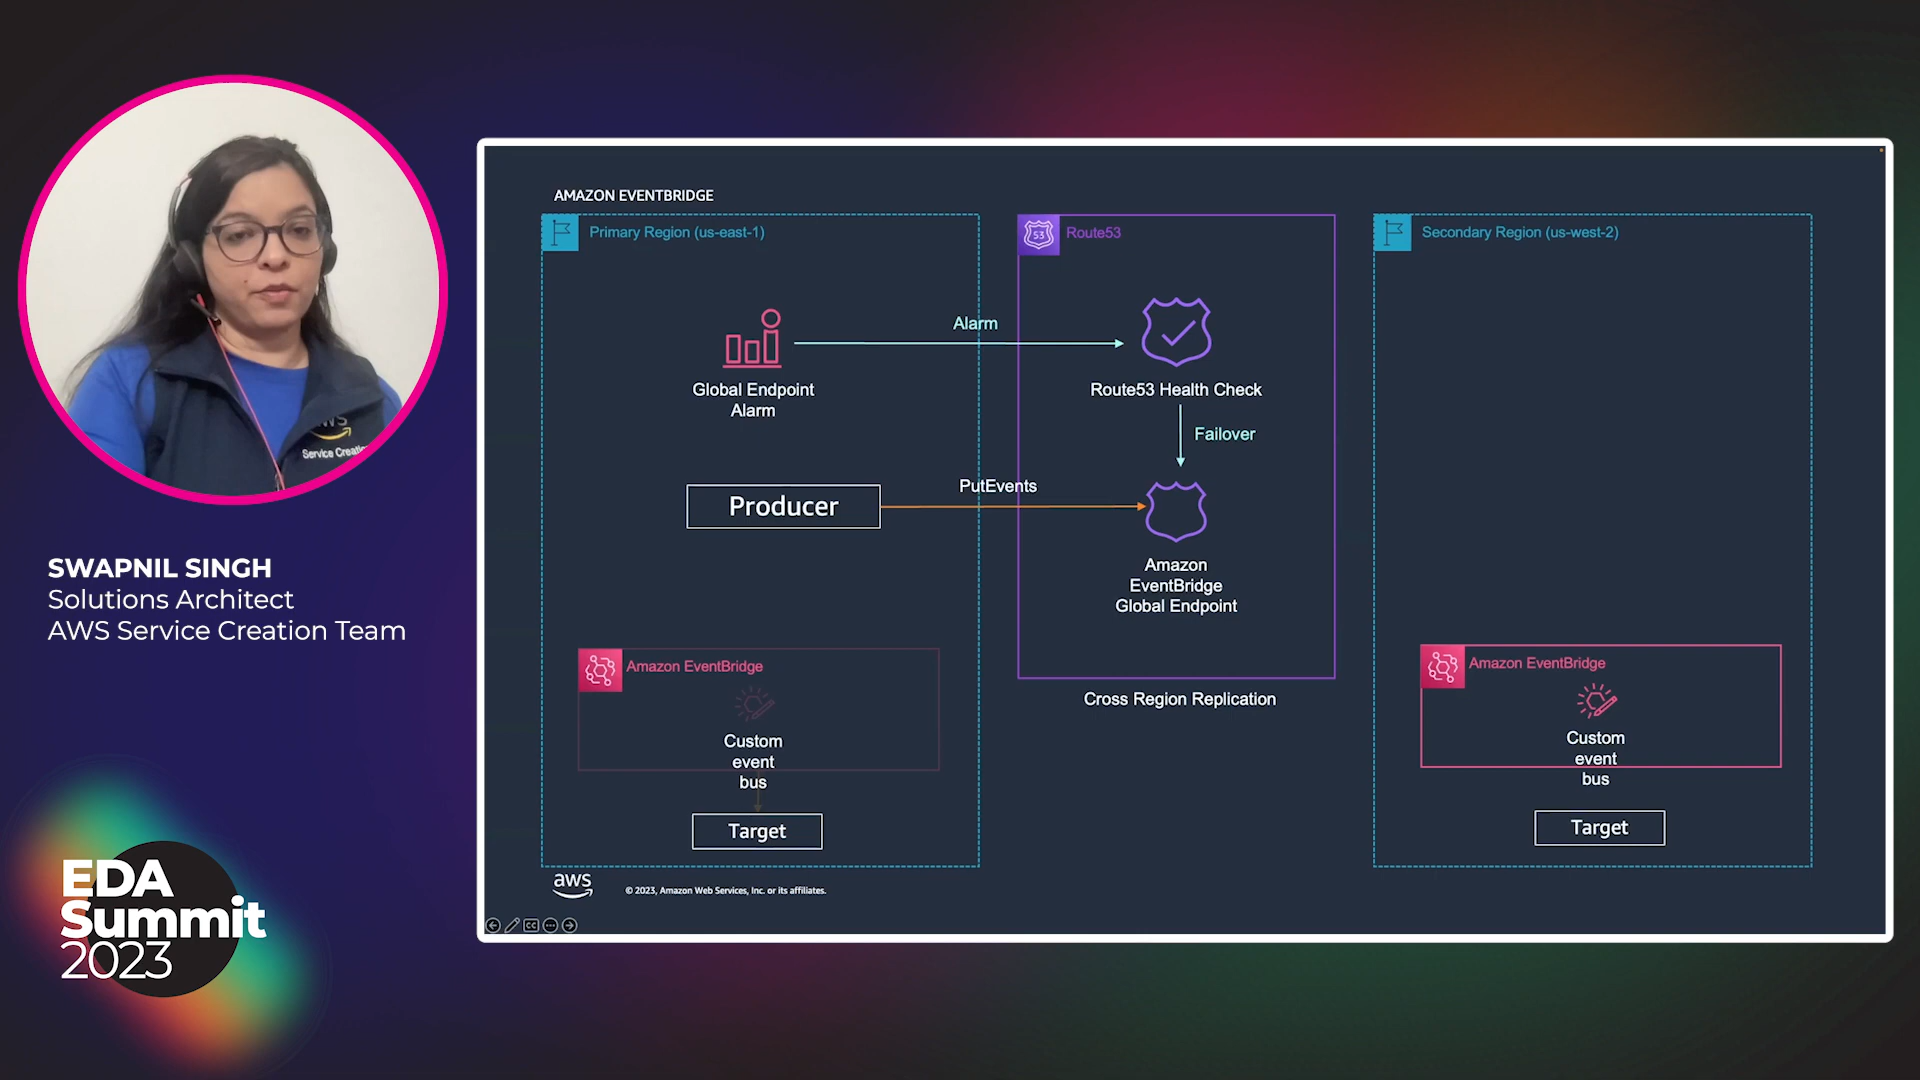 AMAZON EVENTBRIDGE
Primary Region (us-east-1)
53
Route53
Secondary Region (us-west-2)
Alarm
Global Endpoint
Alarm
Route53 Health Check
Failover
Producer
PutEvents
Amazon
EventBridge
Global Endpoint
Amazon EventBridge
Custom
event
bus
Target
Cross Region Replication
Amazon EventBridge
Custom
event
bus
Target
aws
© 2023, Amazon Web Services, Inc. or its affiliates.
CC
SWAPNIL SINGH
Solutions Architect
AWS Service Creation Team
EDA
Summit
2023